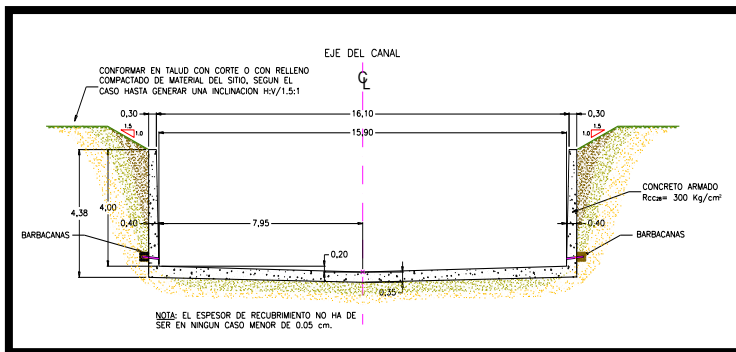 EJE DEL CANAL
CONFORMAR EN TALUD CON CORTE O CON RELLENO
COMPACTADO DE MATERIAL DEL SITIO, SEGUN EL
CASO HASTA GENERAR UNA INCLINACION H:V/1.5:1
CL
0,30
16,10
0,30
1.5
1.0
15,90
1.5
1.0
4,38
4,00
CONCRETO ARMADO
RCC28= 300 Kg/cm²
0,40
7,95
0,40
BARBACANAS
BARBACANAS
0,20
0,35
NOTA: EL ESPESOR DE RECUBRIMIENTO NO HA DE
SER EN NINGUN CASO MENOR DE 0.05 cm.